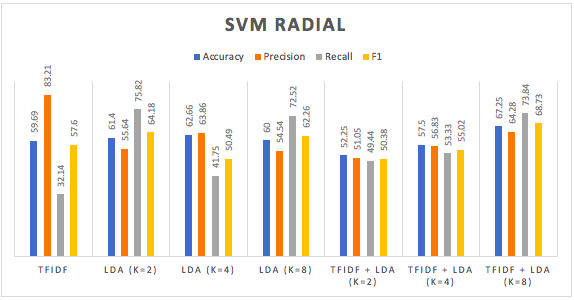 SVM RADIAL
Accuracy Precision Recall F1
59.69 83.21 32.14 57.6
61.4 55.64 75.82 64.18
62.66 63.86 41.75 50.49
60 54.54 72.52 62.26
52.25 51.05 49.44 50.38
57.5 56.83 53.33 55.02
67.25 64.28 73.84 68.73
TFIDF LDA (K=2) LDA (K=4) LDA (K=8) TFIDF + LDA TFIDF + LDA TFIDF + LDA
(K=2) (K=4) (K=8)